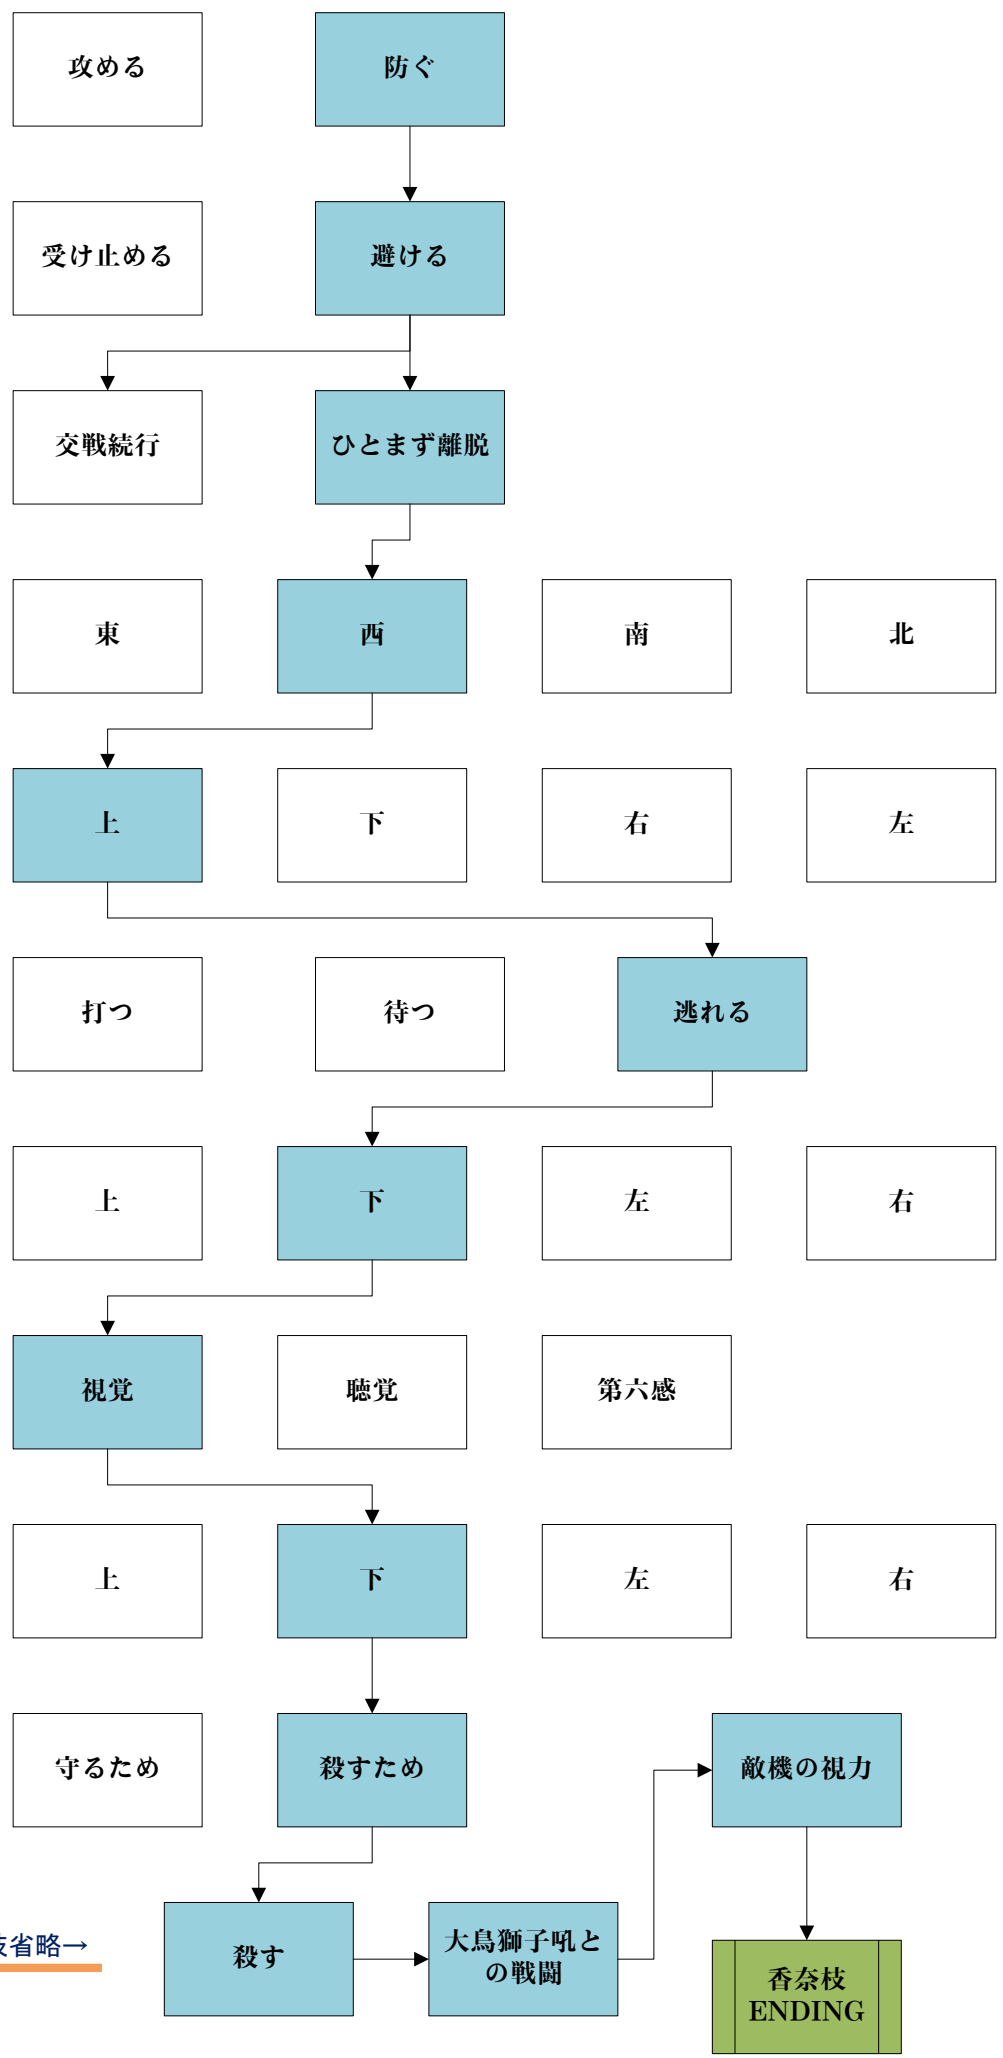 攻める
防ぐ
受け止める
避ける
交戦続行
ひとまず離脱
東
西
南
北
上
下
右
左
打つ
待つ
逃れる
上
下
左
右
視覚
聴覚
第六感
上
下
左
右
守るため
殺すため
敵機の視力
省略→
殺す
大鳥獅子吼と
の戦闘
香奈枝
ENDING